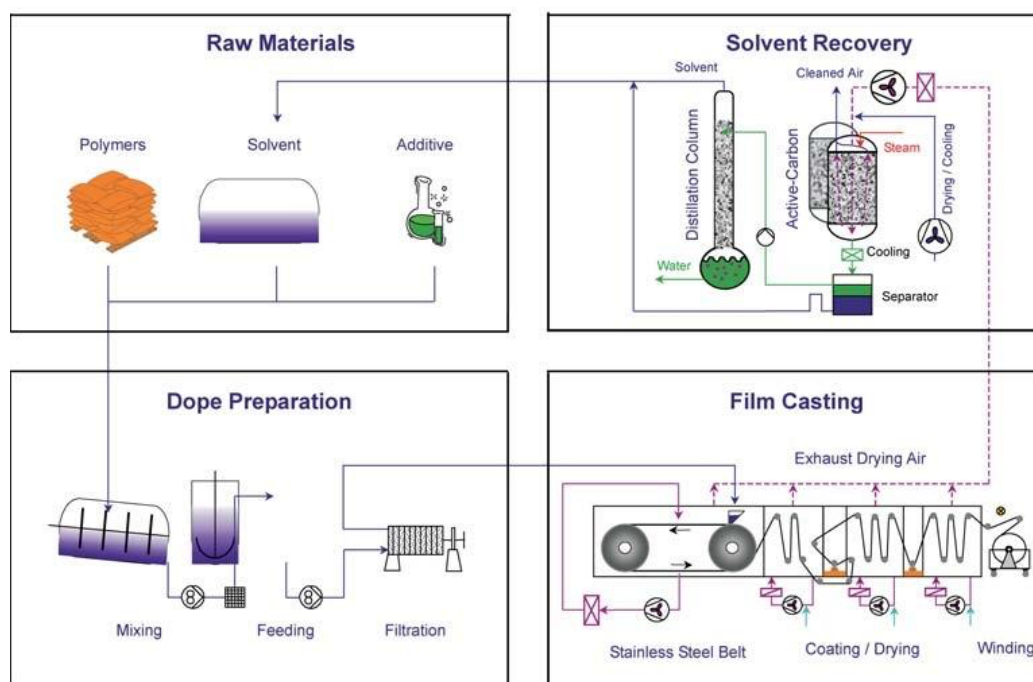 Raw Materials
Polymers
Solvent
Additive
Solvent Recovery
Solvent
Cleaned Air
Distillation Column
Active-Carbon
Steam
Drying / Cooling
Cooling
Water
Separator
Dope Preparation
Mixing
Feeding
Filtration
Film Casting
Exhaust Drying Air
Stainless Steel Belt
Coating / Drying
Winding